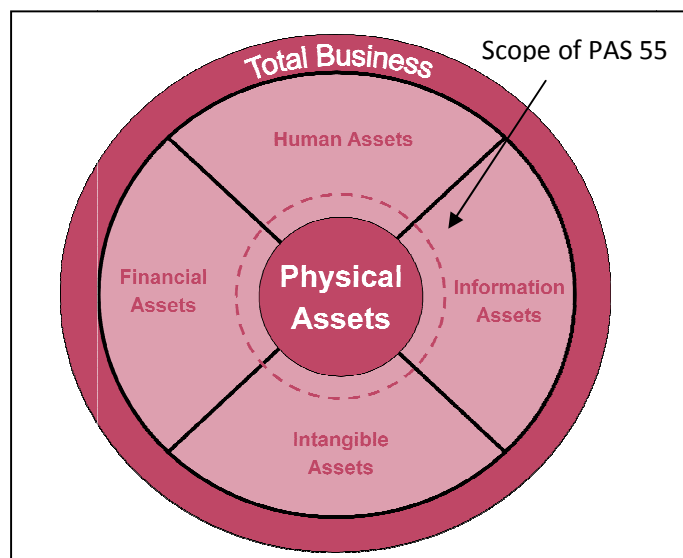 Scope of PAS 55
Total Business
Human Assets
Financial
Assets
Physical
Assets
Information
Assets
Intangible
Assets